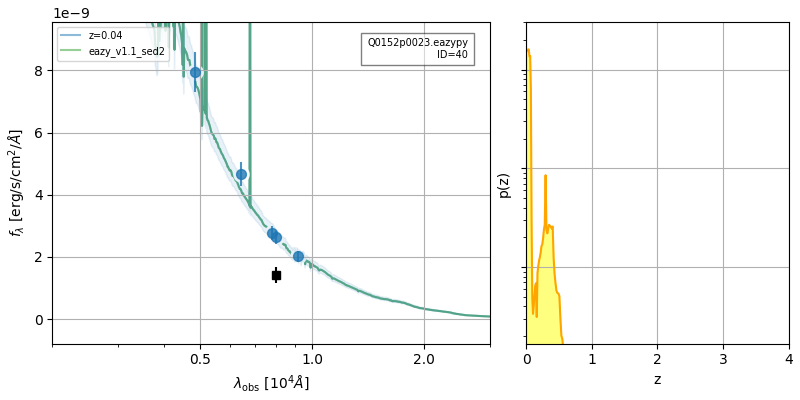 1e−9
z=0.04
eazy_v1.1_sed2
Q0152p0023.eazypy
ID=40
8
6
4
2
0
0.5
1.0
2.0
f_λ [erg/s/cm²/Å]
λ_obs [10⁴Å]
p(z)
0
1
2
3
4
z